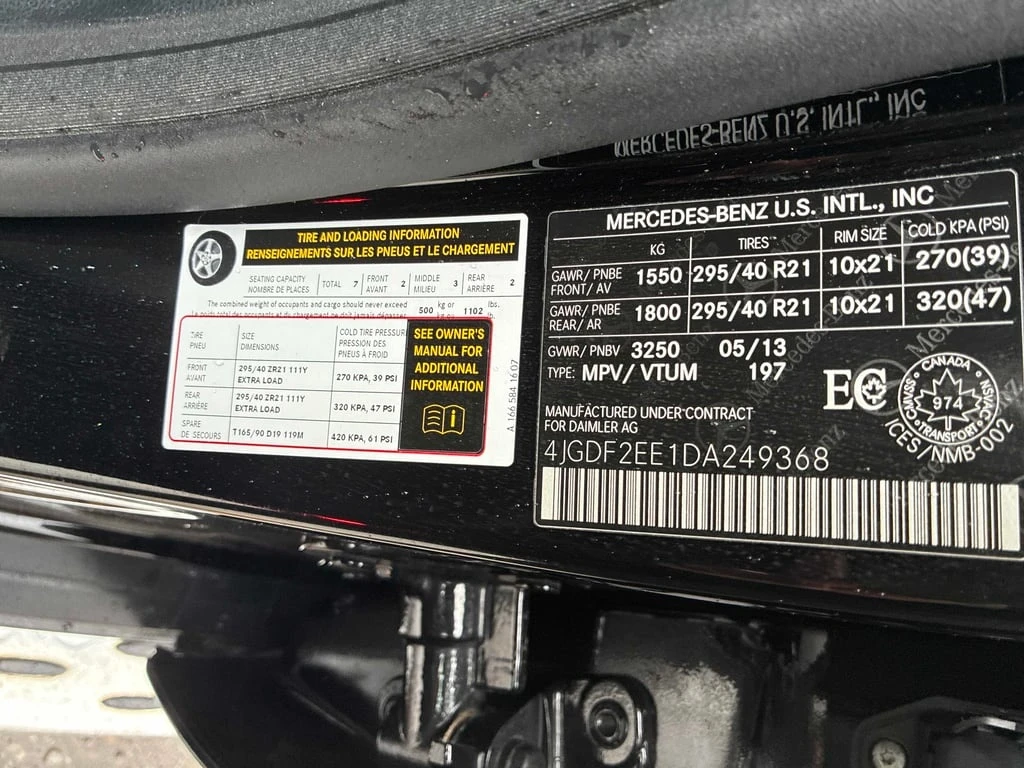 MERCEDES-BENZ U.S. INTL., INC
TIRE AND LOADING INFORMATION
RENSEIGNEMENTS SUR LES PNEUS ET LE CHARGEMENT
SEATING CAPACITY TOTAL 7 FRONT 2 MIDDLE 3 REAR 2
NOMBRE DE PLACES AVANT MILIEU ARRIÈRE
The combined weight of occupants and cargo should never exceed 500 kg or 1102 lbs.
TIRE SIZE COLD TIRE PRESSUR
PNEU DIMENSIONS PRESSION DES
PNEUS À FROID
FRONT 295/40 ZR21 111Y 270 KPA, 39 PSI
AVANT EXTRA LOAD
REAR 295/40 ZR21 111Y 320 KPA, 47 PSI
ARRIÈRE EXTRA LOAD
SPARE T165/90 D19 119M 420 KPA, 61 PSI
DE SECOURS
SEE OWNER'S
MANUAL FOR
ADDITIONAL
INFORMATION
A 166 584 16 07
MERCEDES-BENZ U.S. INTL., INC
KG TIRES RIM SIZE COLD KPA (PSI)
GAWR/ PNBE 1550 295/40 R21 10x21 270(39)
FRONT/ AV
GAWR/ PNBE 1800 295/40 R21 10x21 320(47)
REAR/ AR
GVWR/ PNBV 3250 05/13
TYPE: MPV/ VTUM 197
MANUFACTURED UNDER CONTRACT
FOR DAIMLER AG
4JGDF2EE1DA249368
EC
CANADA
974
TRANSPORT
ICES/NMB-002